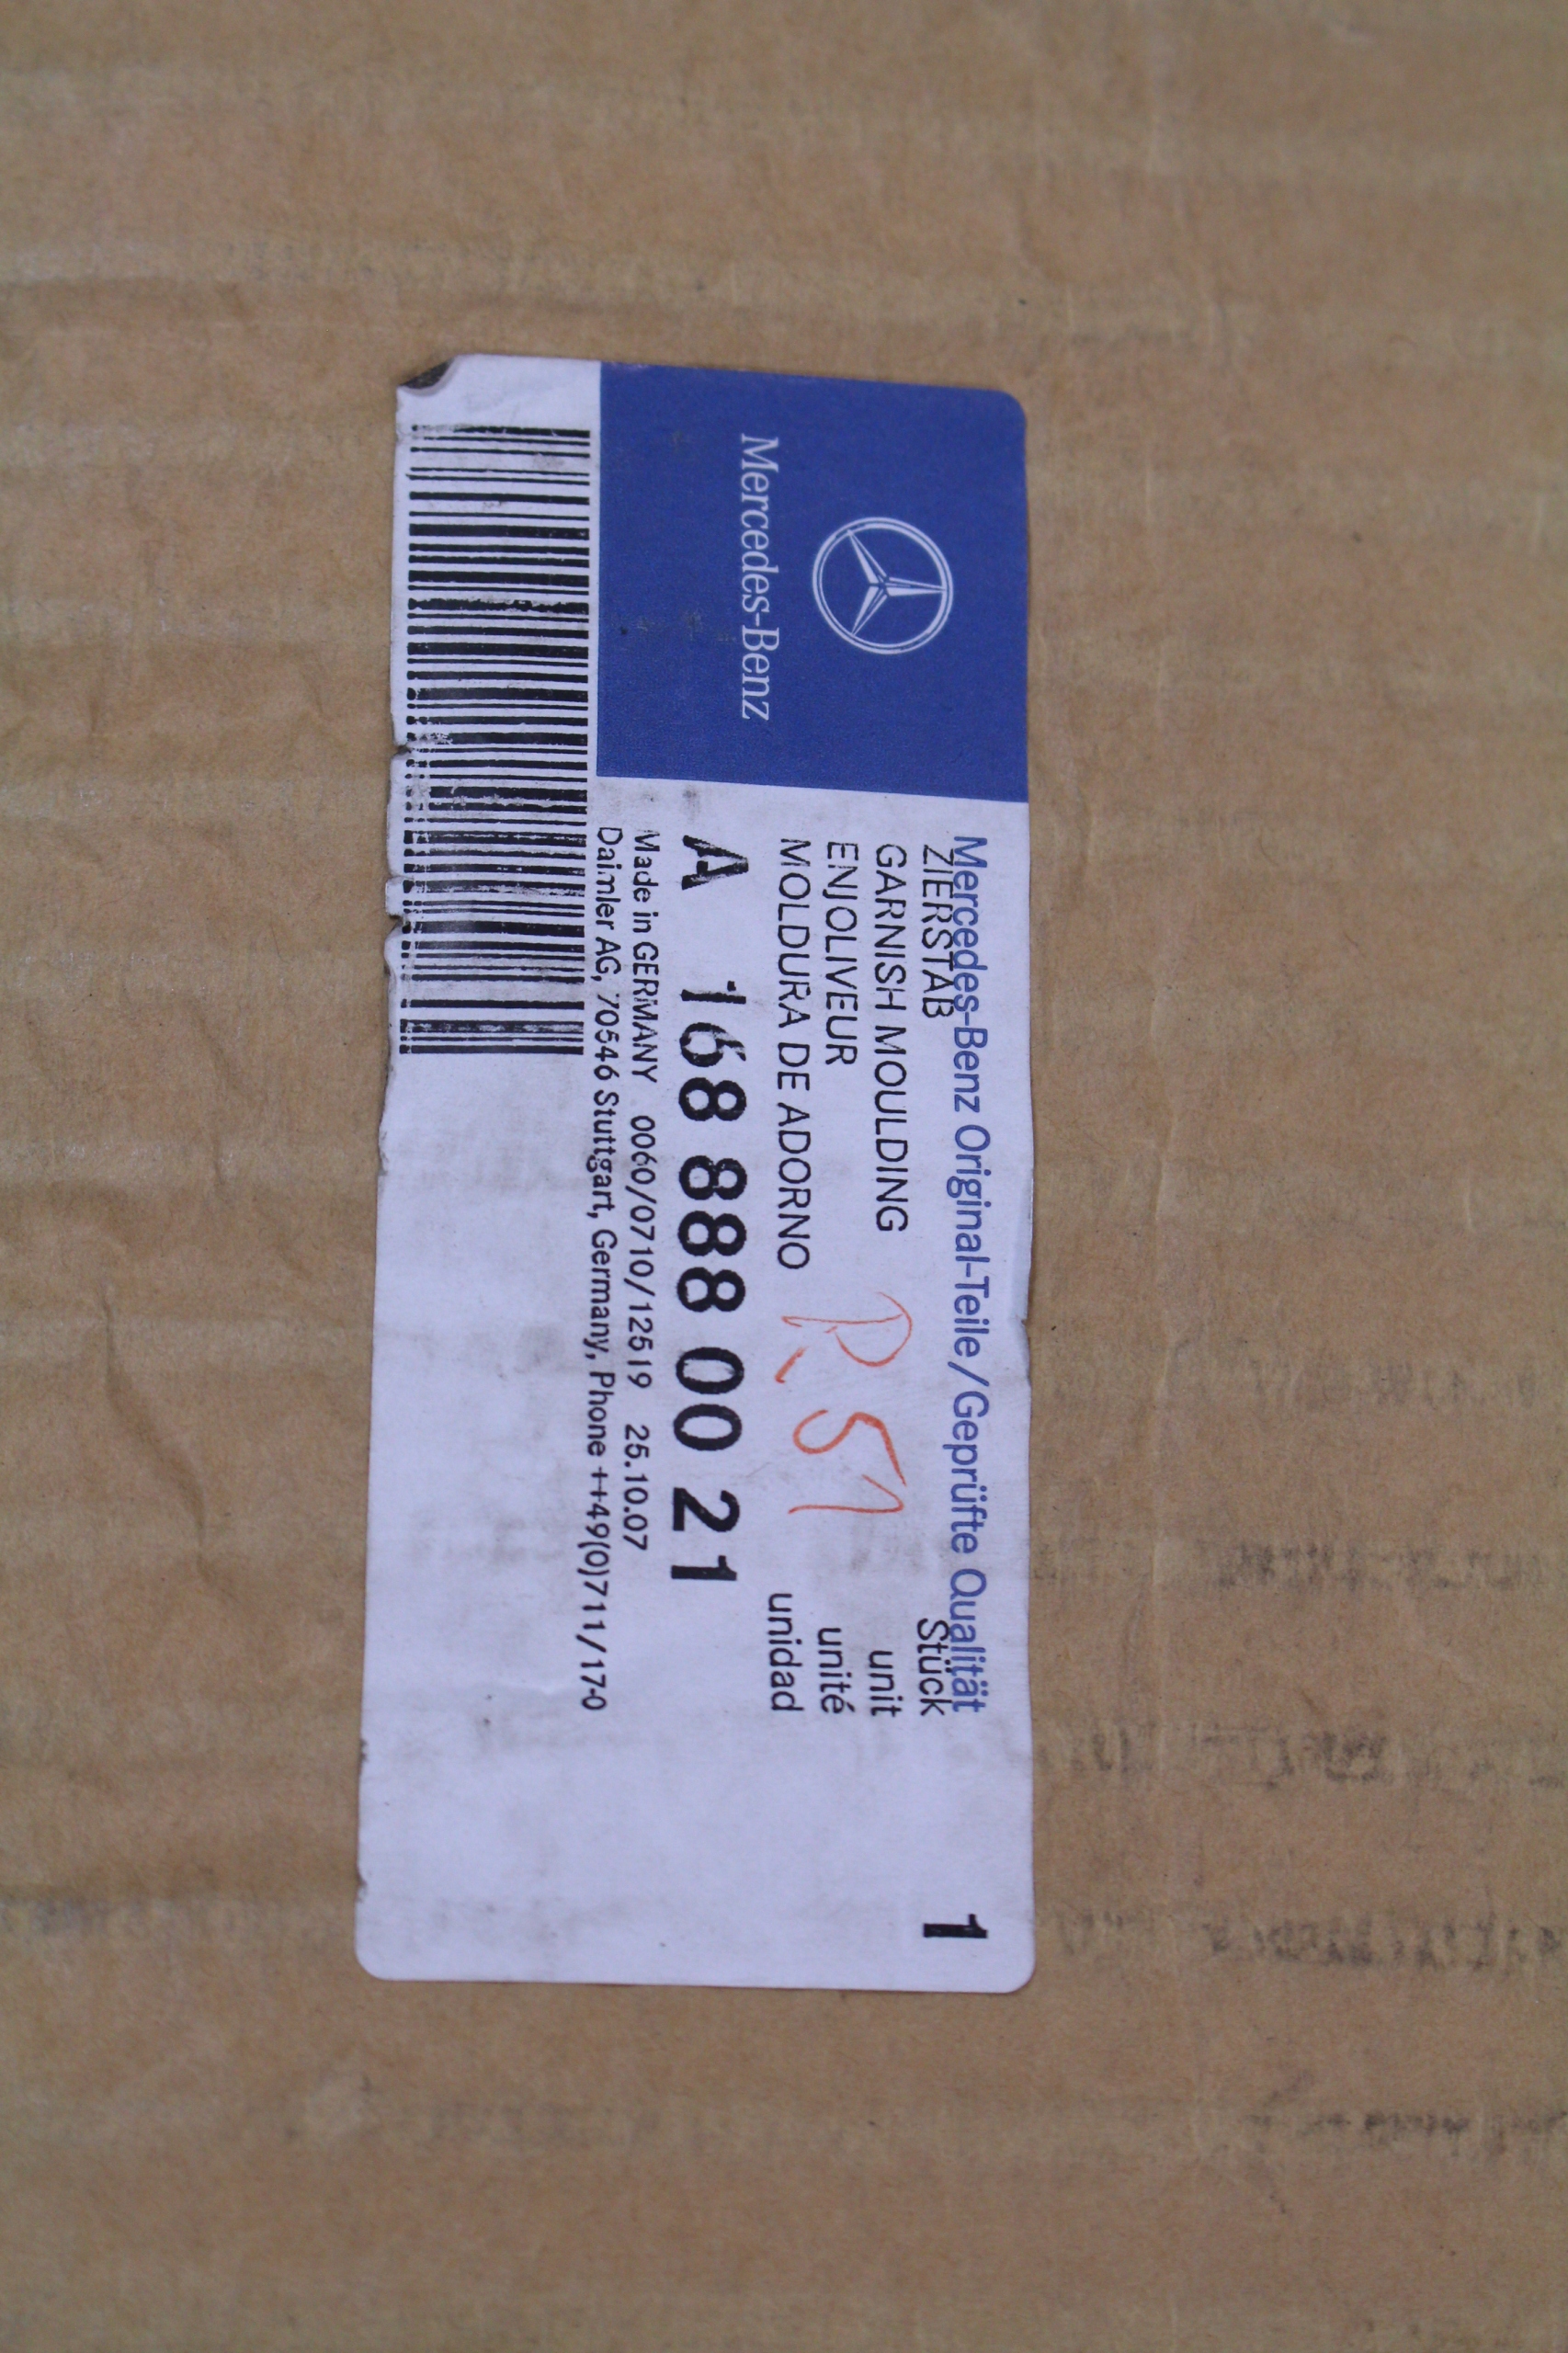 Mercedes-Benz
Mercedes-Benz Original-Teile/Geprüfte Qualität
ZIERSTAB Stück 1
GARNISH MOULDING unit
ENJOLIVEUR unité
MOLDURA DE ADORNO unidad
A 168 888 00 21
Made in GERMANY 0060/0710/12519 25.10.07
Daimler AG, 70546 Stuttgart, Germany, Phone ++49(0)711/17-0